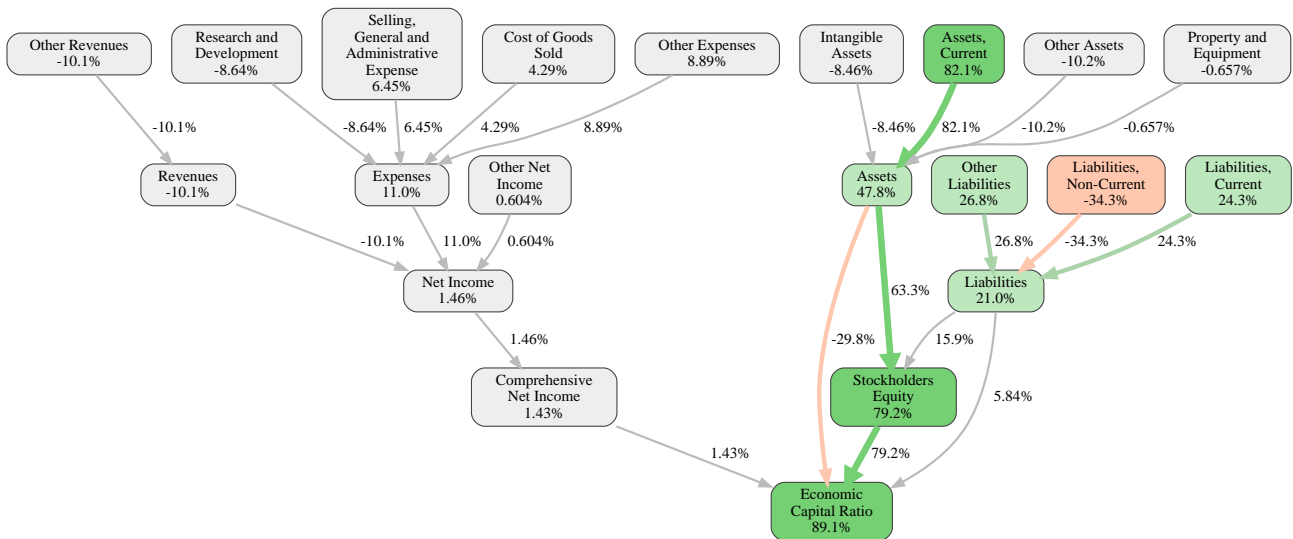 Other Revenues
-10.1%
Research and
Development
-8.64%
Selling,
General and
Administrative
Expense
6.45%
Cost of Goods
Sold
4.29%
Other Expenses
8.89%
Intangible
Assets
-8.46%
Assets,
Current
82.1%
Other Assets
-10.2%
Property and
Equipment
-0.657%
-10.1%
-8.64%
6.45%
4.29%
8.89%
-8.46%
82.1%
-10.2%
-0.657%
Revenues
-10.1%
Expenses
11.0%
Other Net
Income
0.604%
Assets
47.8%
Other
Liabilities
26.8%
Liabilities,
Non-Current
-34.3%
Liabilities,
Current
24.3%
-10.1%
11.0%
0.604%
26.8%
-34.3%
24.3%
Net Income
1.46%
63.3%
Liabilities
21.0%
1.46%
-29.8%
15.9%
Comprehensive
Net Income
1.43%
Stockholders
Equity
79.2%
5.84%
1.43%
79.2%
Economic
Capital Ratio
89.1%